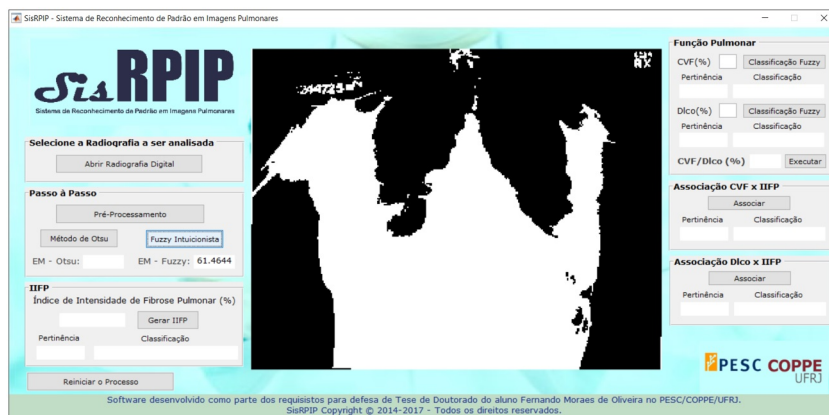 SisRPIP - Sistema de Reconhecimento de Padrão em Imagens Pulmonares
SisRPIP
Sistema de Reconhecimento de Padrão em Imagens Pulmonares
Selecione a Radiografia a ser analisada
Abrir Radiografia Digital
Passo à Passo
Pré-Processamento
Método de Otsu
Fuzzy Intuicionista
EM - Otsu:
EM - Fuzzy: 61.4644
IIFP
Índice de Intensidade de Fibrose Pulmonar (%)
Gerar IIFP
Pertinência
Classificação
Reiniciar o Processo
Função Pulmonar
CVF(%)
Classificação Fuzzy
Pertinência
Classificação
Dlco(%)
Classificação Fuzzy
Pertinência
Classificação
CVF/Dlco (%)
Executar
Associação CVF x IIFP
Associar
Pertinência
Classificação
Associação Dlco x IIFP
Associar
Pertinência
Classificação
PESC COPPE
UFRJ
Software desenvolvido como parte dos requisistos para defesa de Tese de Doutorado do aluno Fernando Moraes de Oliveira no PESC/COPPE/UFRJ.
SisRPIP Copyright © 2014-2017 - Todos os direitos reservados.